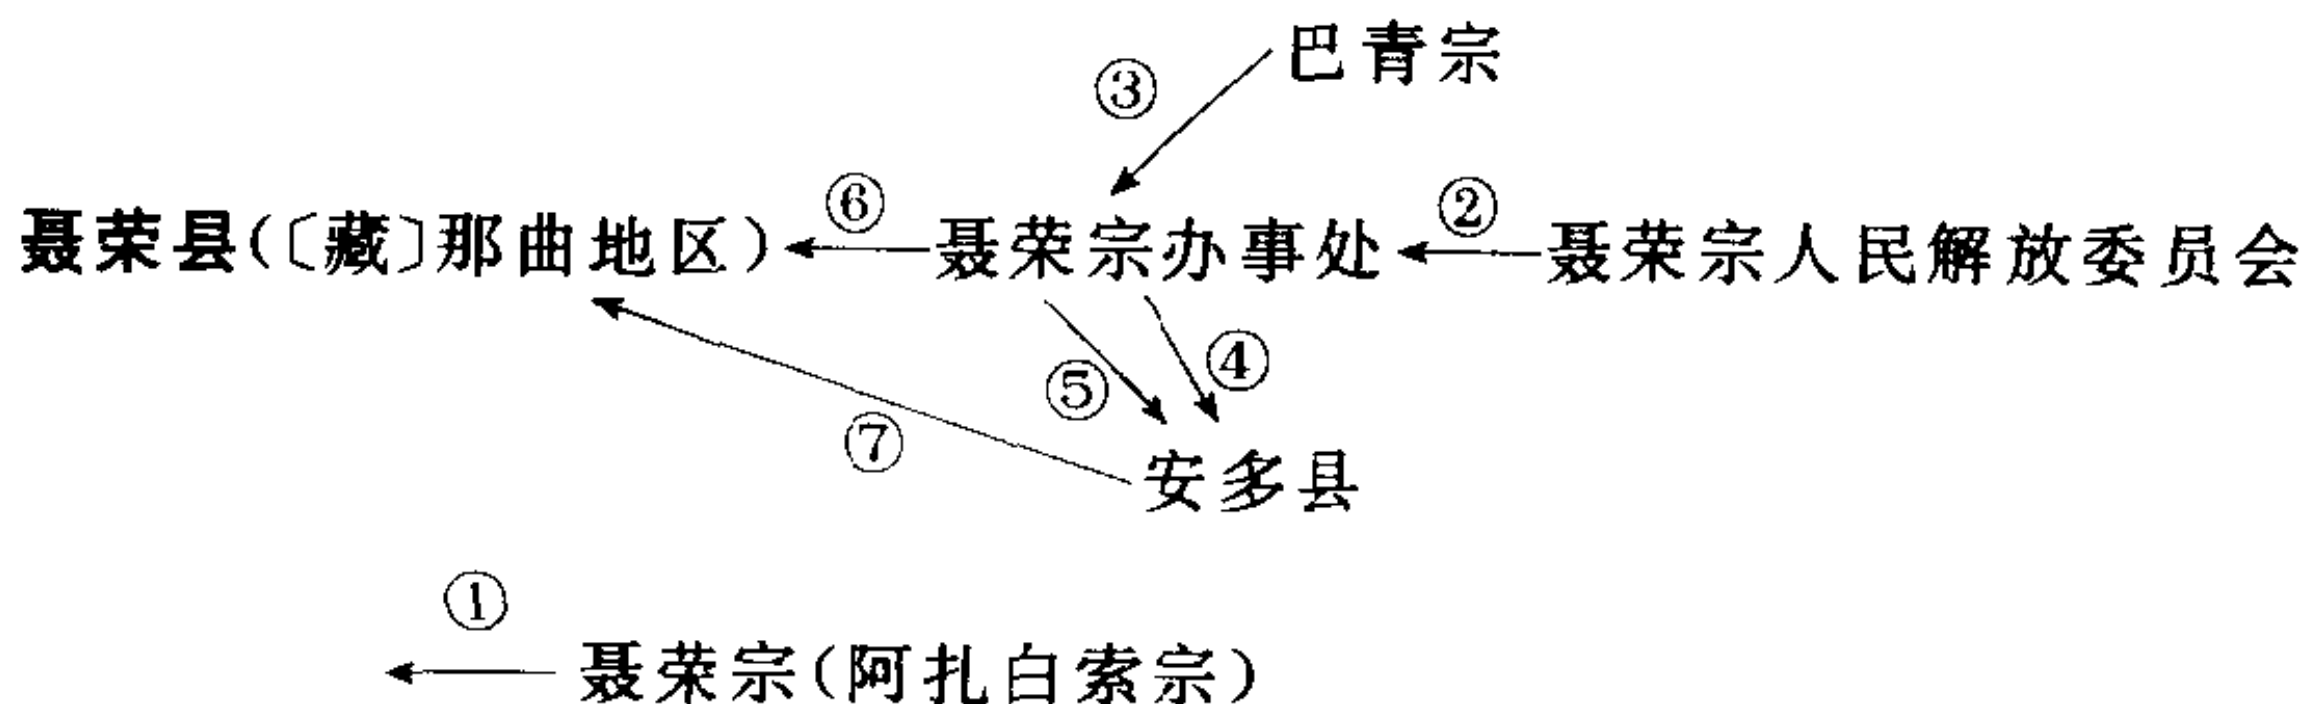 巴青宗
③
聂荣县(〔藏〕那曲地区) ⑥ 聂荣宗办事处 ② 聂荣宗人民解放委员会
⑤ ④
⑦
安多县
①
聂荣宗(阿扎白索宗)